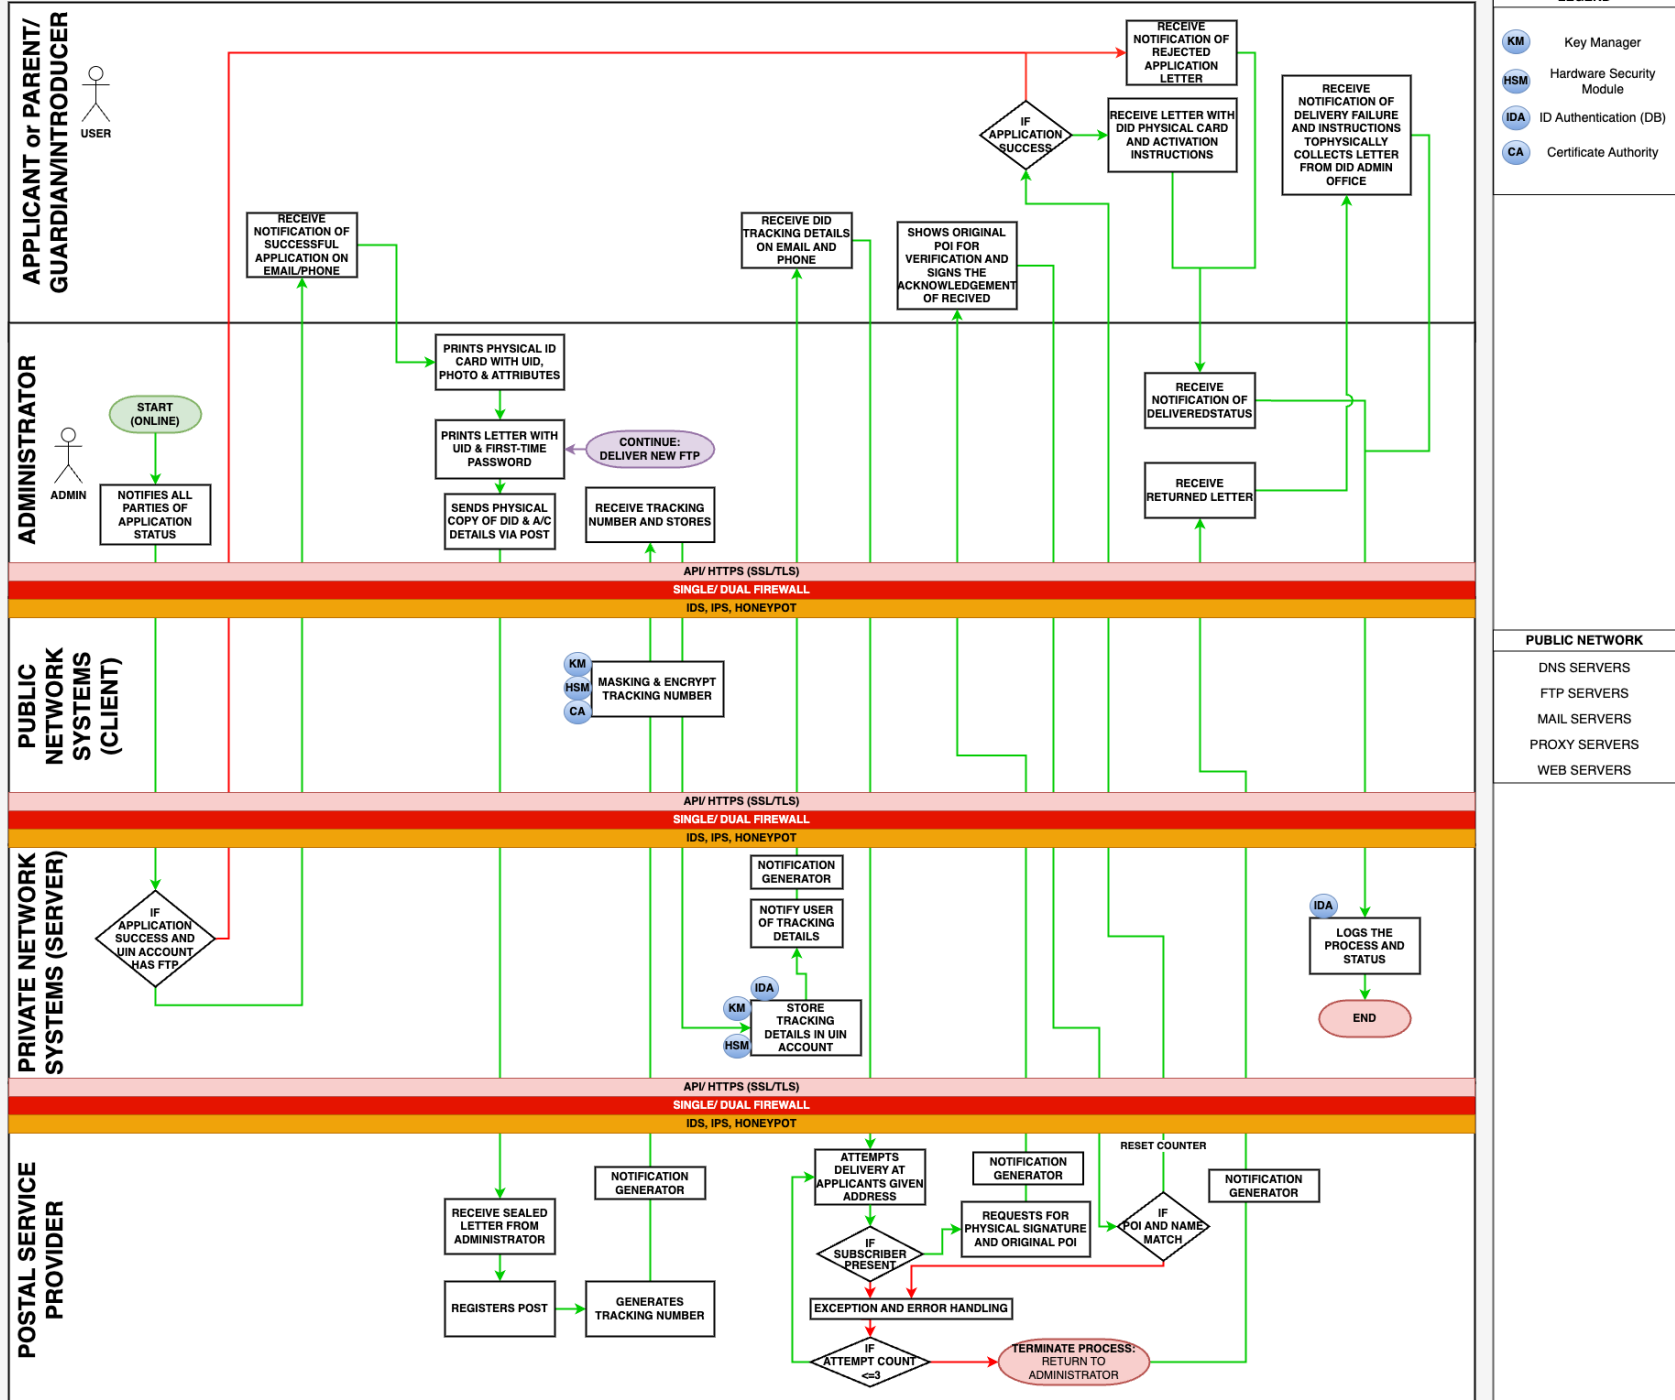 LEGEND
KM
Key Manager
HSM
Hardware Security
Module
IDA
ID Authentication (DB)
CA
Certificate Authority
PUBLIC NETWORK
DNS SERVERS
FTP SERVERS
MAIL SERVERS
PROXY SERVERS
WEB SERVERS
APPLICANT or PARENT/
GUARDIAN/INTRODUCER
USER
RECEIVE
NOTIFICATION OF
SUCCESSFUL
APPLICATION ON
EMAIL/PHONE
RECEIVE DID
TRACKING DETAILS
ON EMAIL AND
PHONE
SHOWS ORIGINAL
POI FOR
VERIFICATION AND
SIGNS THE
ACKNOWLEDGEMENT
OF RECIVED
IF
APPLICATION
SUCCESS
RECEIVE
NOTIFICATION OF
REJECTED
APPLICATION
LETTER
RECEIVE LETTER WITH
DID PHYSICAL CARD
AND ACTIVATION
INSTRUCTIONS
RECEIVE
NOTIFICATION OF
DELIVERY FAILURE
AND INSTRUCTIONS
TOPHYSICALLY
COLLECTS LETTER
FROM DID ADMIN
OFFICE
ADMINISTRATOR
ADMIN
START
(ONLINE)
NOTIFIES ALL
PARTIES OF
APPLICATION
STATUS
PRINTS PHYSICAL ID
CARD WITH UID,
PHOTO & ATTRIBUTES
PRINTS LETTER WITH
UID & FIRST-TIME
PASSWORD
CONTINUE:
DELIVER NEW FTP
SENDS PHYSICAL
COPY OF DID & A/C
DETAILS VIA POST
RECEIVE TRACKING
NUMBER AND STORES
RECEIVE
NOTIFICATION OF
DELIVEREDSTATUS
RECEIVE
RETURNED LETTER
API/ HTTPS (SSL/TLS)
SINGLE/ DUAL FIREWALL
IDS, IPS, HONEYPOT
PUBLIC
NETWORK
SYSTEMS
(CLIENT)
KM
HSM
CA
MASKING & ENCRYPT
TRACKING NUMBER
API/ HTTPS (SSL/TLS)
SINGLE/ DUAL FIREWALL
IDS, IPS, HONEYPOT
PRIVATE NETWORK
SYSTEMS (SERVER)
IF
APPLICATION
SUCCESS AND
UIN ACCOUNT
HAS FTP
NOTIFICATION
GENERATOR
NOTIFY USER
OF TRACKING
DETAILS
IDA
KM
HSM
STORE
TRACKING
DETAILS IN UIN
ACCOUNT
IDA
LOGS THE
PROCESS AND
STATUS
END
API/ HTTPS (SSL/TLS)
SINGLE/ DUAL FIREWALL
IDS, IPS, HONEYPOT
POSTAL SERVICE
PROVIDER
RECEIVE SEALED
LETTER FROM
ADMINISTRATOR
REGISTERS POST
NOTIFICATION
GENERATOR
GENERATES
TRACKING NUMBER
ATTEMPTS
DELIVERY AT
APPLICANTS GIVEN
ADDRESS
IF
SUBSCRIBER
PRESENT
NOTIFICATION
GENERATOR
REQUESTS FOR
PHYSICAL SIGNATURE
AND ORIGINAL POI
RESET COUNTER
IF
POI AND NAME
MATCH
NOTIFICATION
GENERATOR
EXCEPTION AND ERROR HANDLING
IF
ATTEMPT COUNT
<=3
TERMINATE PROCESS:
RETURN TO
ADMINISTRATOR